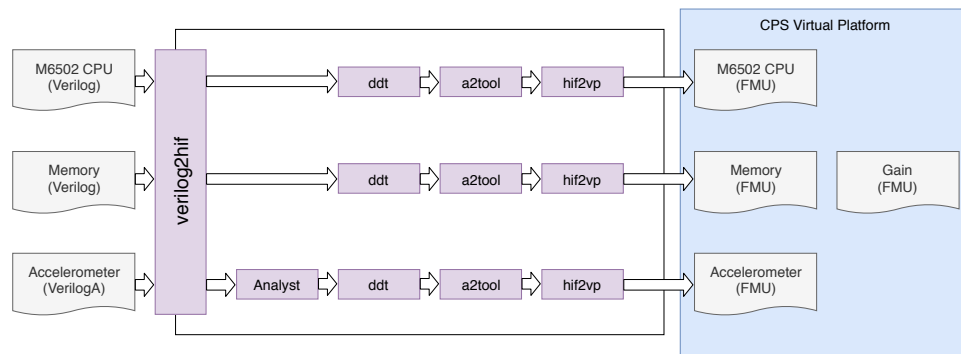 CPS Virtual Platform
M6502 CPU
(Verilog)
verilog2hif
ddt
a2tool
hif2vp
M6502 CPU
(FMU)
Memory
(Verilog)
ddt
a2tool
hif2vp
Memory
(FMU)
Gain
(FMU)
Accelerometer
(VerilogA)
Analyst
ddt
a2tool
hif2vp
Accelerometer
(FMU)